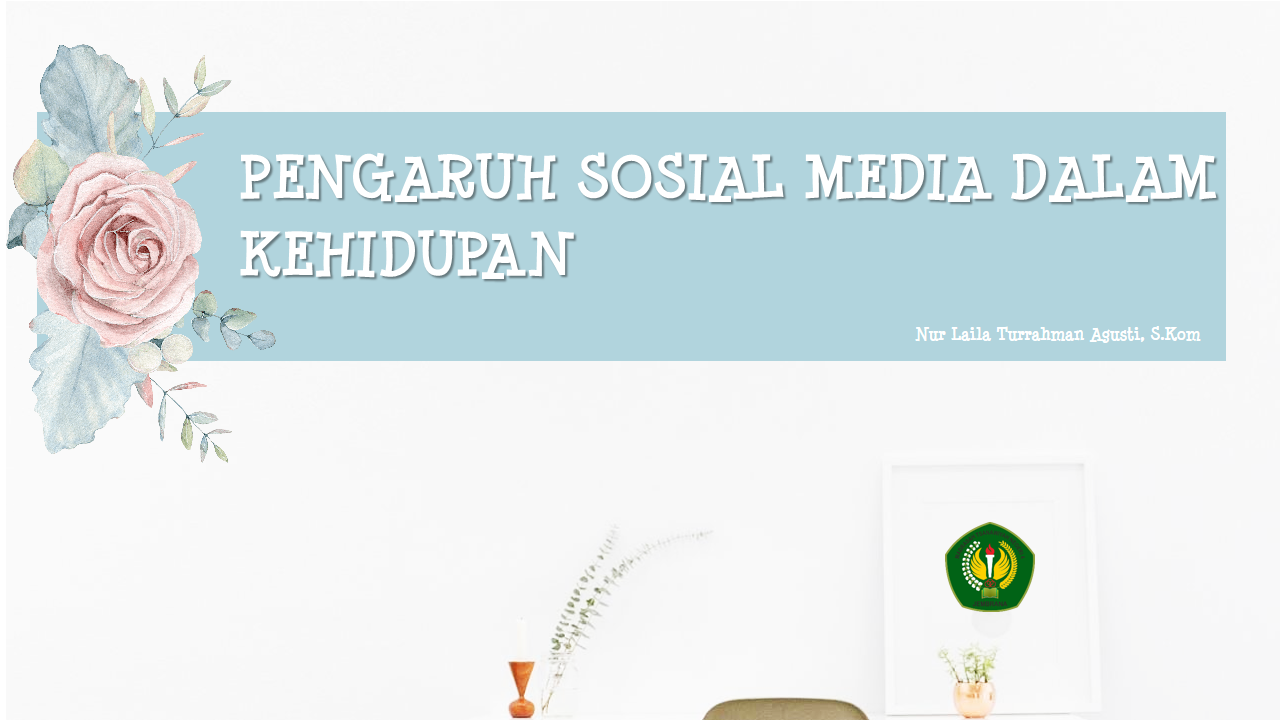 PENGARUH SOSIAL MEDIA DALAM
KEHIDUPAN
Nur Laila Turrahman Agusti, S.Kom